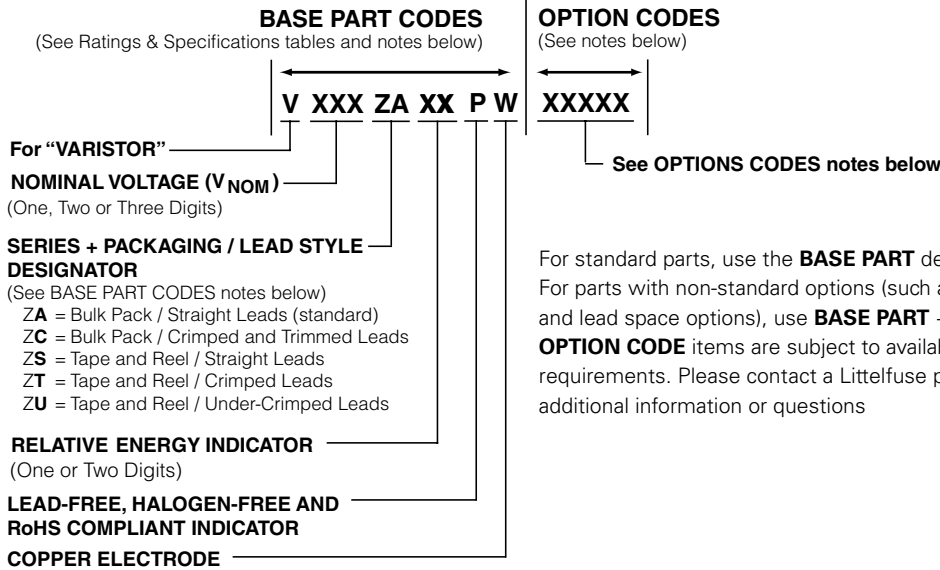 BASE PART CODES
(See Ratings & Specifications tables and notes below)
OPTION CODES
(See notes below)
V XXX ZA XX P W XXXXX
For “VARISTOR”
See OPTIONS CODES notes below
NOMINAL VOLTAGE (VNOM)
(One, Two or Three Digits)
SERIES + PACKAGING / LEAD STYLE
DESIGNATOR
(See BASE PART CODES notes below)
ZA = Bulk Pack / Straight Leads (standard)
ZC = Bulk Pack / Crimped and Trimmed Leads
ZS = Tape and Reel / Straight Leads
ZT = Tape and Reel / Crimped Leads
ZU = Tape and Reel / Under-Crimped Leads
RELATIVE ENERGY INDICATOR
(One or Two Digits)
LEAD-FREE, HALOGEN-FREE AND
RoHS COMPLIANT INDICATOR
COPPER ELECTRODE
For standard parts, use the BASE PART
For parts with non-standard options (such
and lead space options), use BASE PART
OPTION CODE items are subject to
requirements. Please contact a Littelfuse
additional information or questions